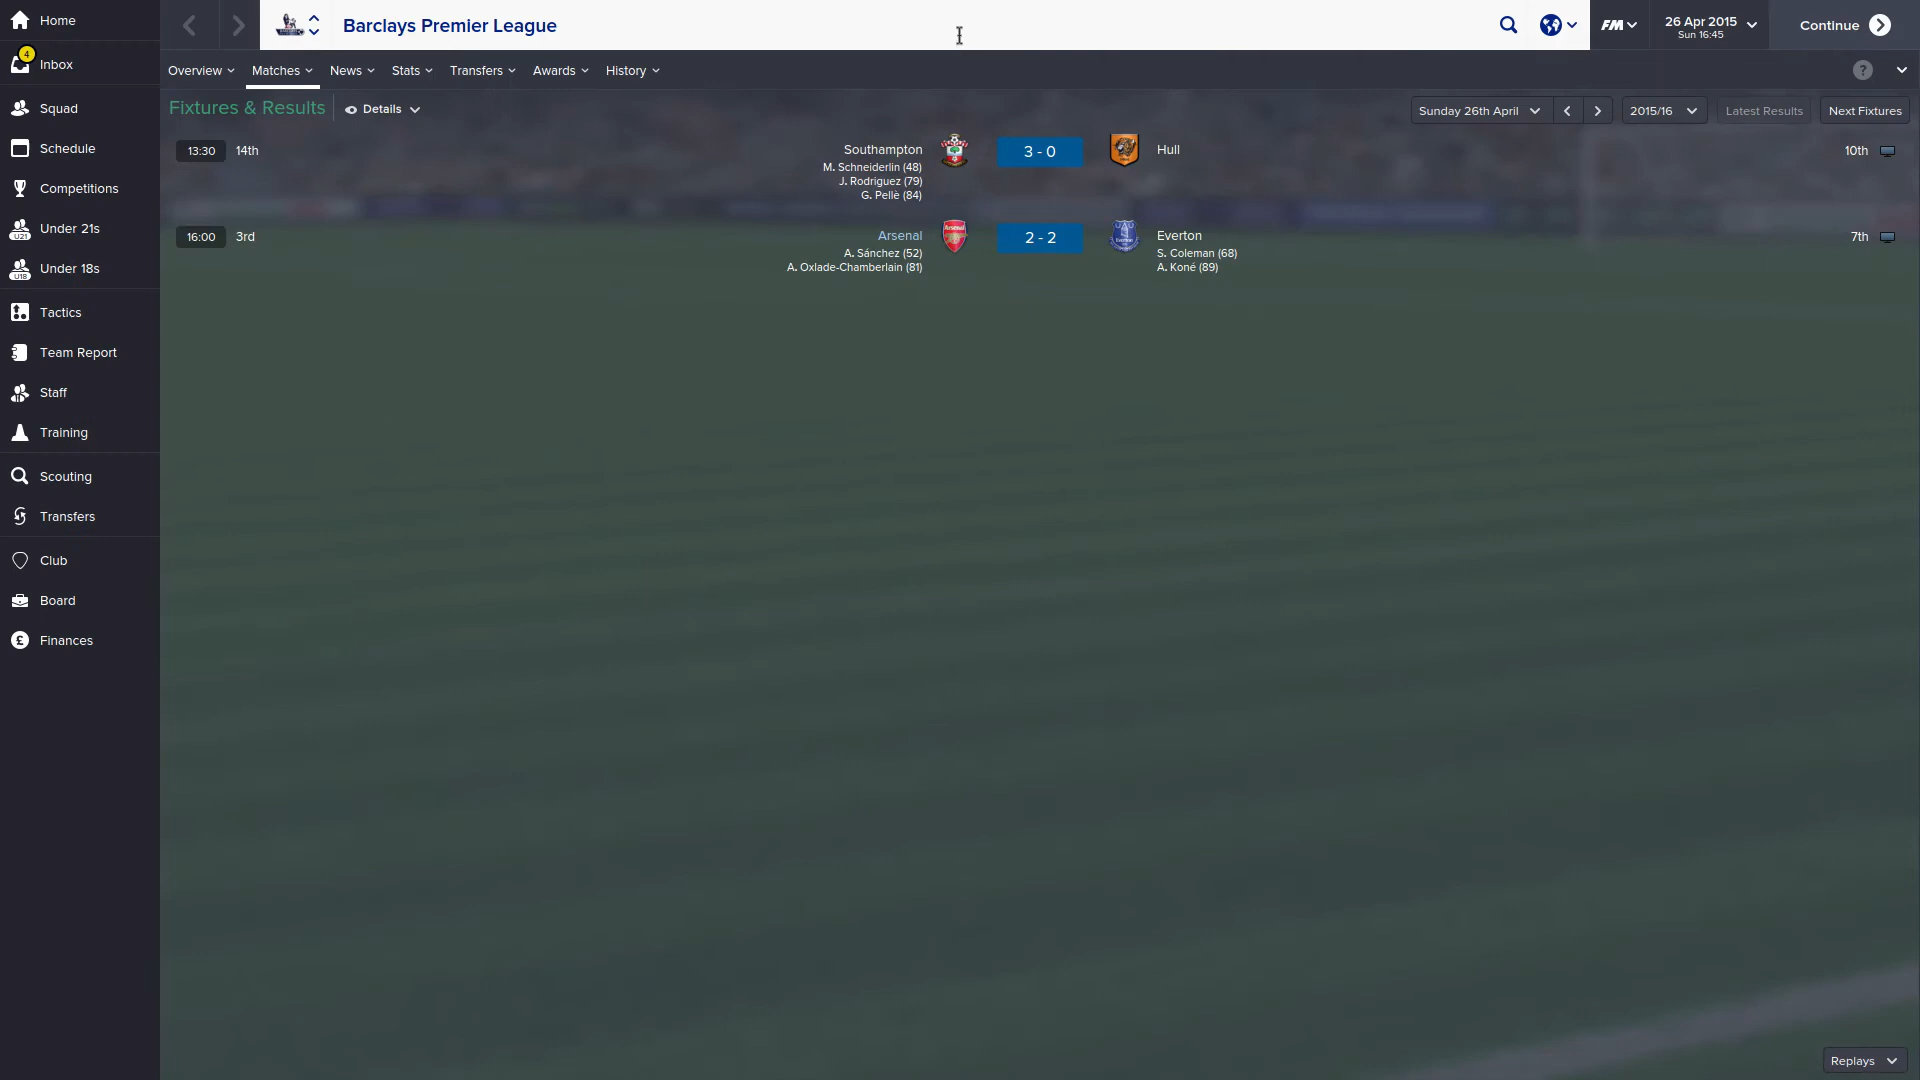 Home
4
Inbox
Squad
Schedule
Competitions
U21
Under 21s
U18
Under 18s
Tactics
Team Report
Staff
Training
Scouting
Transfers
Club
Board
£
Finances
Barclays Premier League
FM
26 Apr 2015
Sun 16:45
Continue
Overview
Matches
News
Stats
Transfers
Awards
History
?
Fixtures & Results
Details
Sunday 26th April
2015/16
Latest Results
Next Fixtures
13:30 14th Southampton 3 - 0 Hull 10th
M. Schneiderlin (48)
J. Rodriguez (79)
G. Pellè (84)
16:00 3rd Arsenal 2 - 2 Everton 7th
A. Sánchez (52) S. Coleman (68)
A. Oxlade-Chamberlain (81) A. Koné (89)
Replays